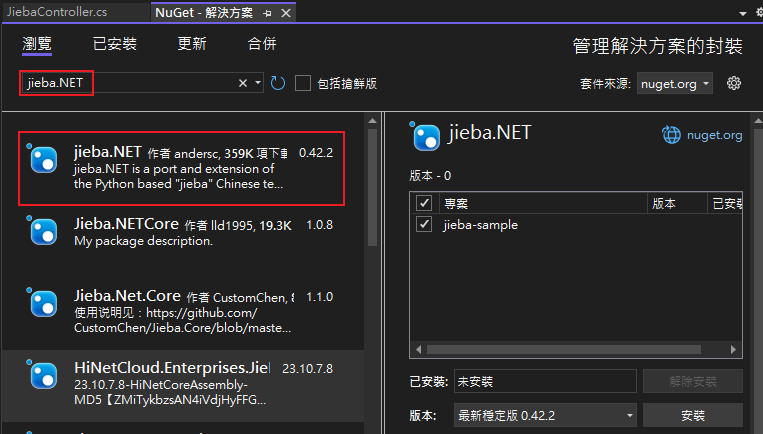 JiebaController.cs
NuGet - 解決方案
瀏覽 已安裝 更新 合併
管理解決方案的封裝
jieba.NET
包括搶鮮版
套件來源: nuget.org
jieba.NET 作者 andersc, 359K 項下載 0.42.2
jieba.NET is a port and extension of
the Python based "jieba" Chinese te...
Jieba.NETCore 作者 lld1995, 19.3K 1.0.8
My package description.
Jieba.Net.Core 作者 CustomChen, 1.1.0
使用说明见：https://github.com/
CustomChen/Jieba.Core/blob/maste...
HiNetCloud.Enterprises.Jie 23.10.7.8
23.10.7.8-HiNetCoreAssembly-
MD5【ZMiTykbzsAN4iVdjHyFFG...
jieba.NET
nuget.org
版本 - 0
專案 版本 已安裝
jieba-sample
已安裝: 未安裝 解除安裝
版本: 最新穩定版 0.42.2 安裝